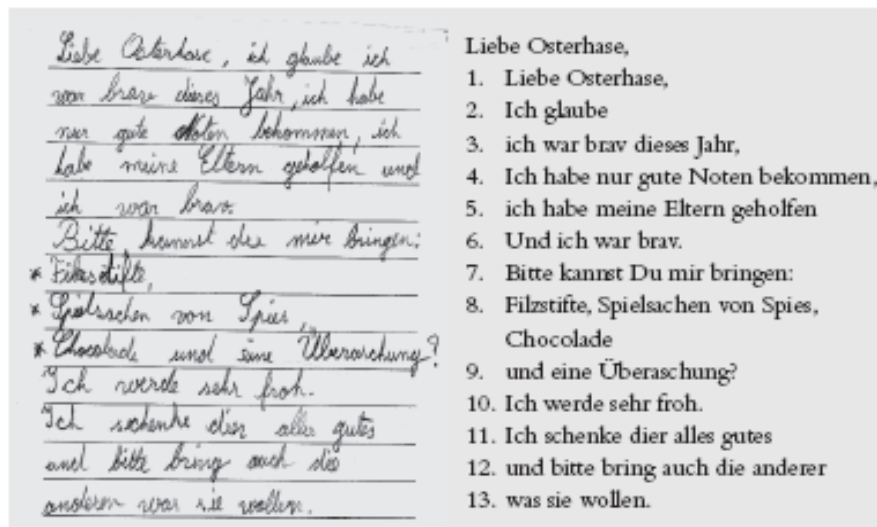 Liebe Osterhase, ich glaube ich
war brav dieses Jahr, ich habe
nur gute Noten bekommen, ich
habe meine Eltern geholfen und
ich war brav.
Bitte kannst du mir bringen:
* Filzstifte,
* Spielsachen von Spies,
* Chocolade und eine Überaschung?
Ich werde sehr froh.
Ich schenke dier alles gutes
und bitte bring auch die
anderen was sie wollen.
Liebe Osterhase,
1. Liebe Osterhase,
2. Ich glaube
3. ich war brav dieses Jahr,
4. Ich habe nur gute Noten bekommen,
5. ich habe meine Eltern geholfen
6. Und ich war brav.
7. Bitte kannst Du mir bringen:
8. Filzstifte, Spielsachen von Spies,
Chocolade
9. und eine Überaschung?
10. Ich werde sehr froh.
11. Ich schenke dier alles gutes
12. und bitte bring auch die anderer
13. was sie wollen.